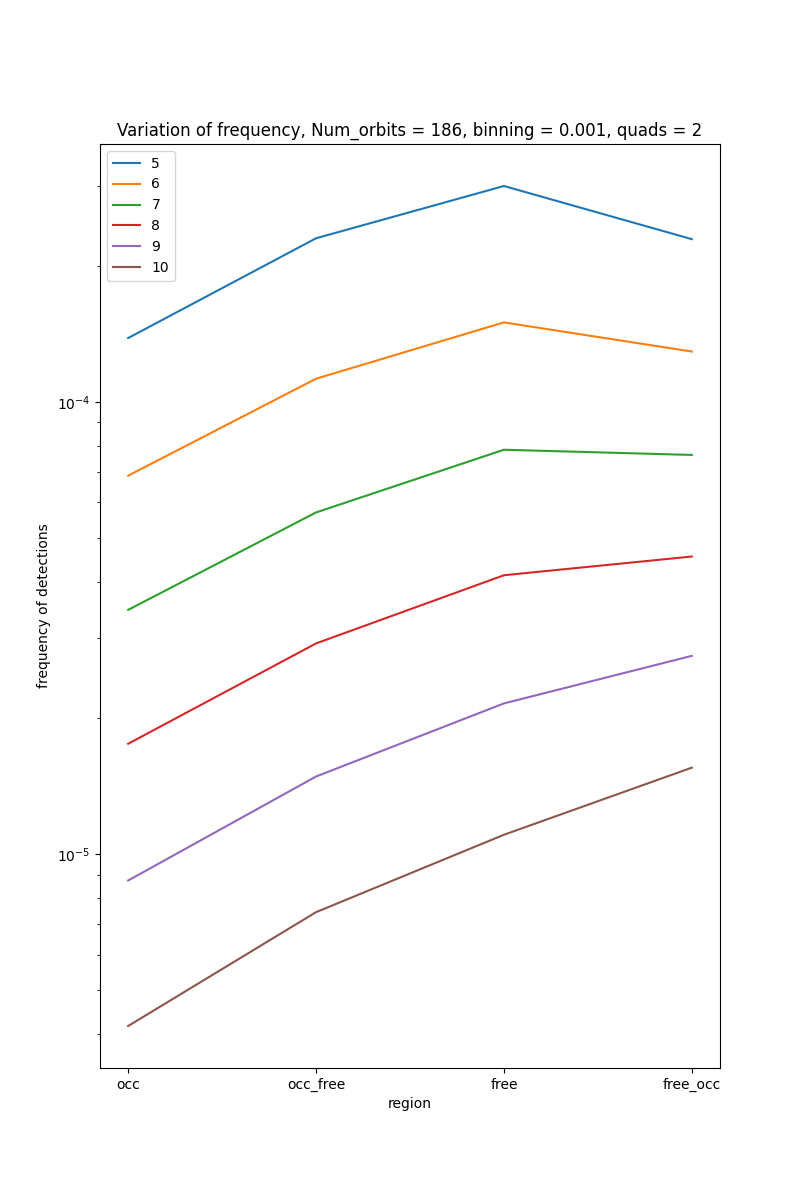 Variation of frequency, Num_orbits = 186, binning = 0.001, quads = 2
5
6
7
8
9
10
10⁻⁴
10⁻⁵
frequency of detections
occ occ_free free free_occ
region